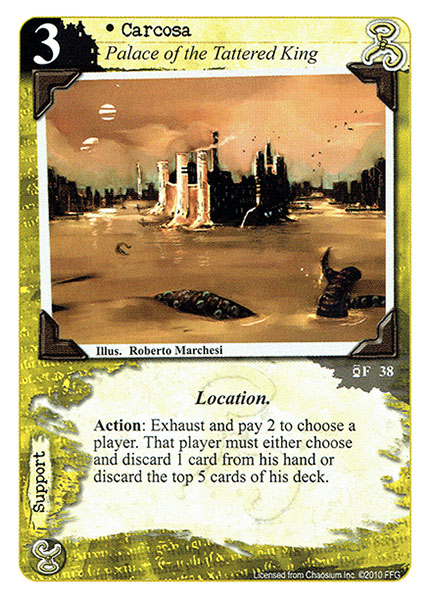 3
• Carcosa
Palace of the Tattered King
Illus. Roberto Marchesi
F 38
Location.
Action: Exhaust and pay 2 to choose a
player. That player must either choose
and discard 1 card from his hand or
discard the top 5 cards of his deck.
Support
Licensed from Chaosium Inc. ©2010 FFG